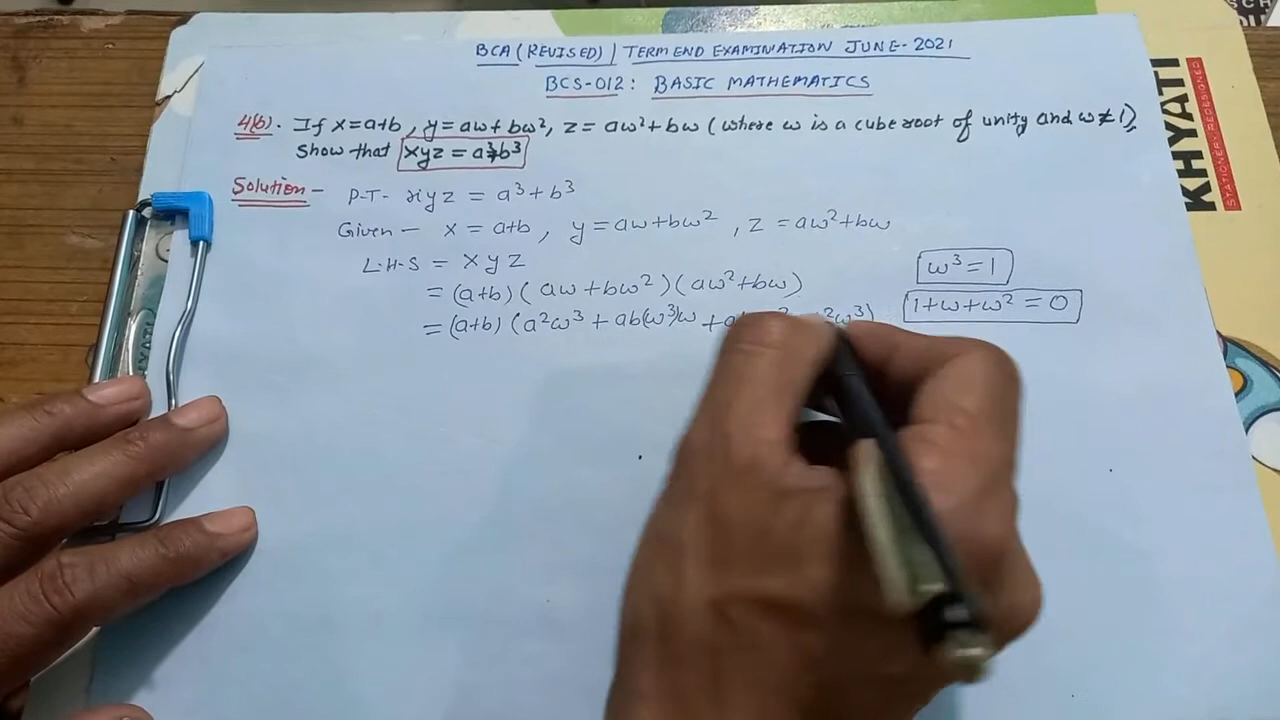 BCA (REVISED) / TERM END EXAMINATION JUNE-2021
BCS-012: BASIC MATHEMATICS
4(b). If x=a+b, y=aω+bω², z=aω²+bω (where ω is a cube root of unity and ω≠1),
show that xyz = a³+b³
Solution-
P.T- xyz = a³+b³
Given- x=a+b, y=aω+bω², z=aω²+bω
L.H.S = xyz
= (a+b)(aω+bω²)(aω²+bω)
= (a+b)(a²ω³+ab(ω³)ω+
ω³=1
1+ω+ω²=0
KHYATI
STATIONERY REDESIGNED